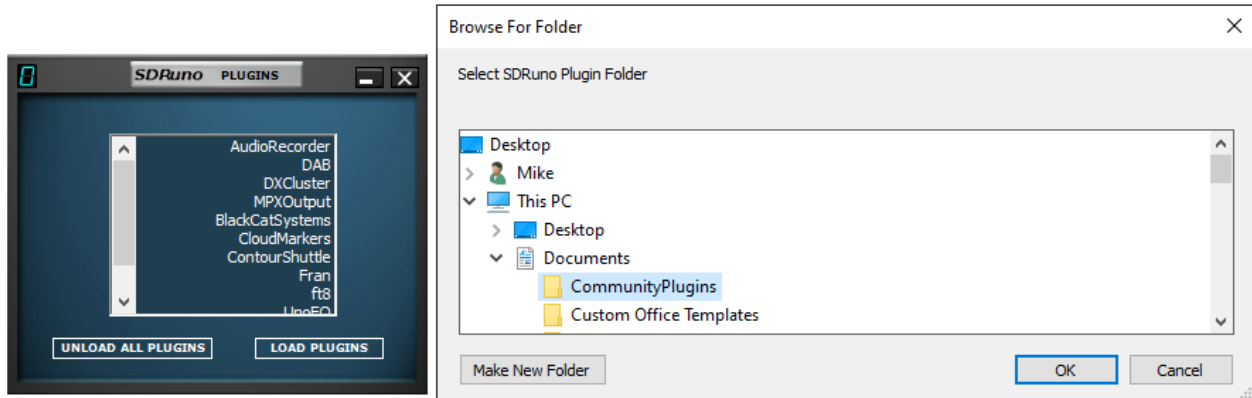 0
SDRuno PLUGINS
AudioRecorder
DAB
DXCluster
MPXOutput
BlackCatSystems
CloudMarkers
ContourShuttle
Fran
ft8
UnoEQ
UNLOAD ALL PLUGINS
LOAD PLUGINS
Browse For Folder
Select SDRuno Plugin Folder
Desktop
Mike
This PC
Desktop
Documents
CommunityPlugins
Custom Office Templates
Make New Folder
OK
Cancel